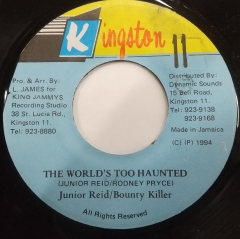 Kingston 11
Pro. & Arr. By:
L. JAMES for
KING JAMMYS
Recording Studio
38 St. Lucia Rd.,
Kingston 11.
Tel: 923-8880
Distributed By:
Dynamic Sounds
15 Bell Road,
Kingston 11.
Tel: 923-9138
923-9168
Made in Jamaica
(C) (P) 1994
THE WORLD'S TOO HAUNTED
(JUNIOR REID/RODNEY PRYCE)
Junior Reid/Bounty Killer
All Rights Reserved